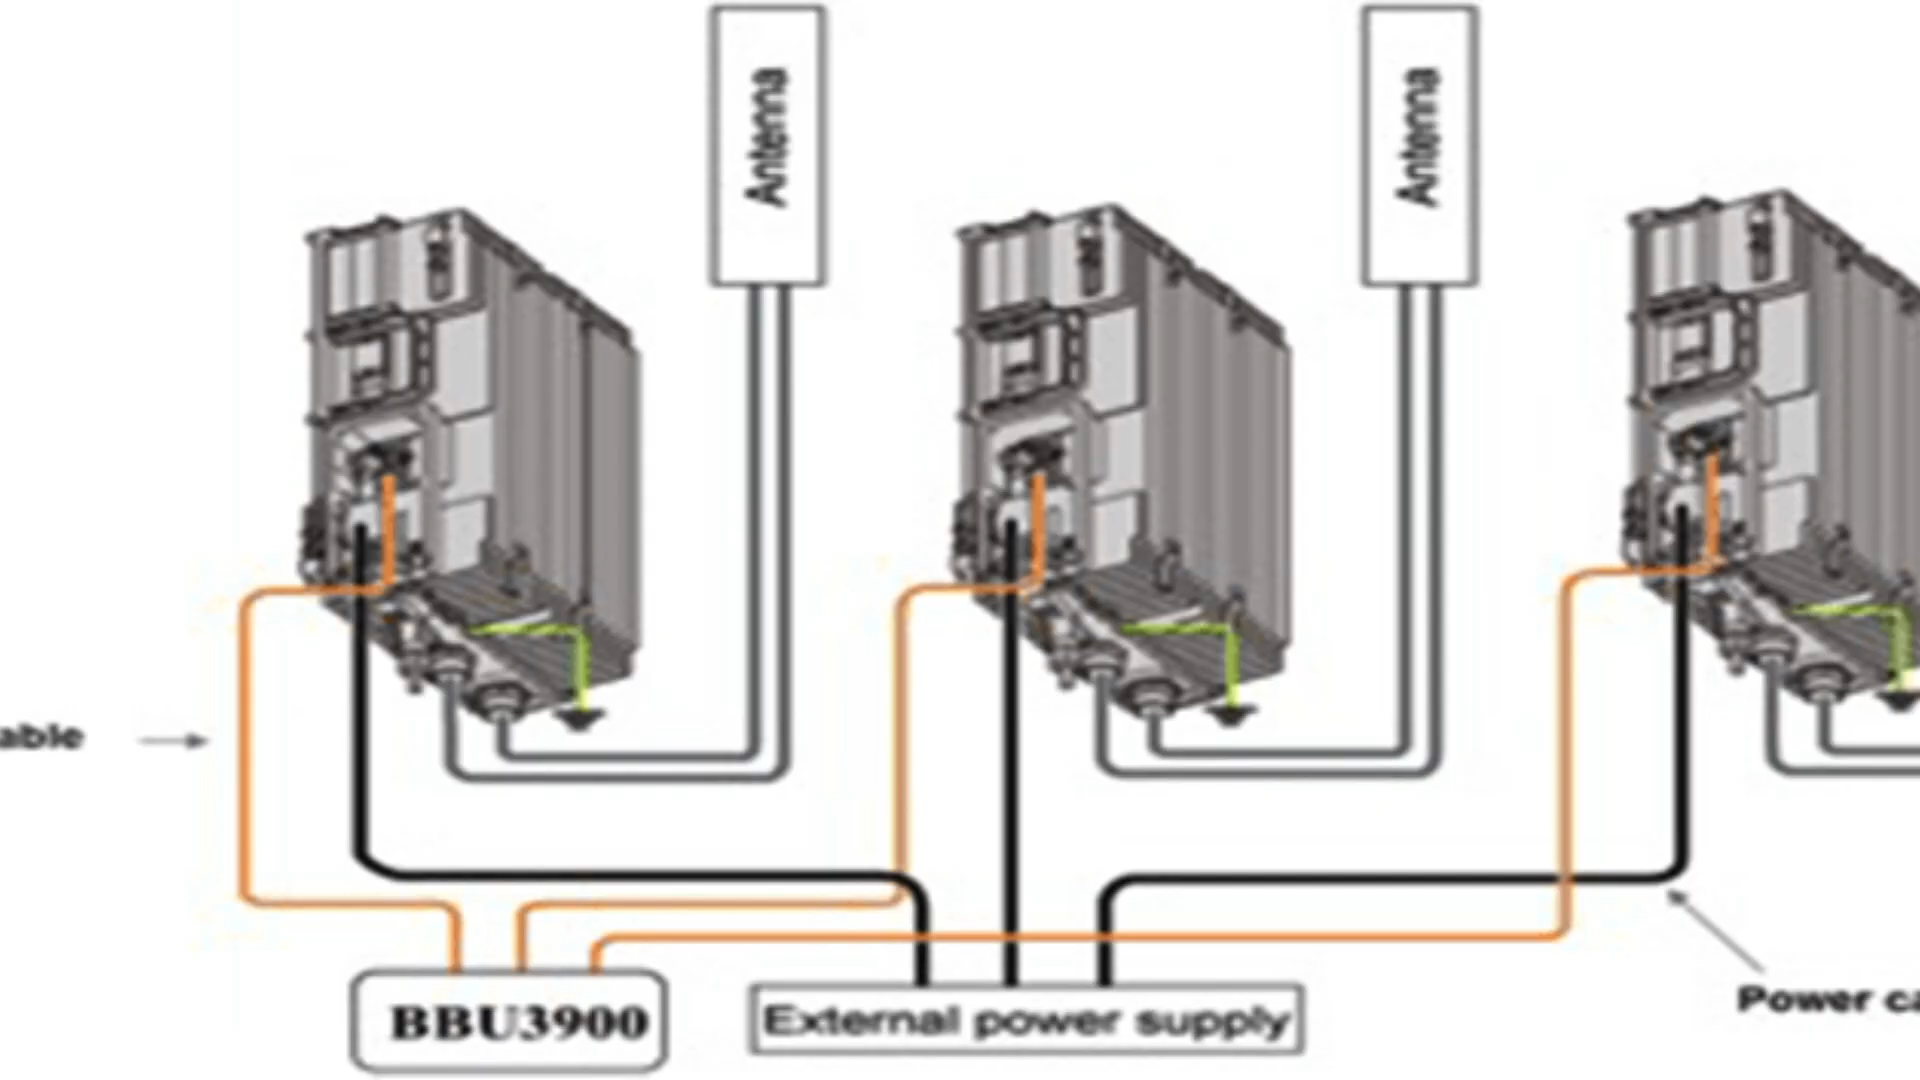 Antenna
Antenna
able
BBU3900
External power supply
Power ca